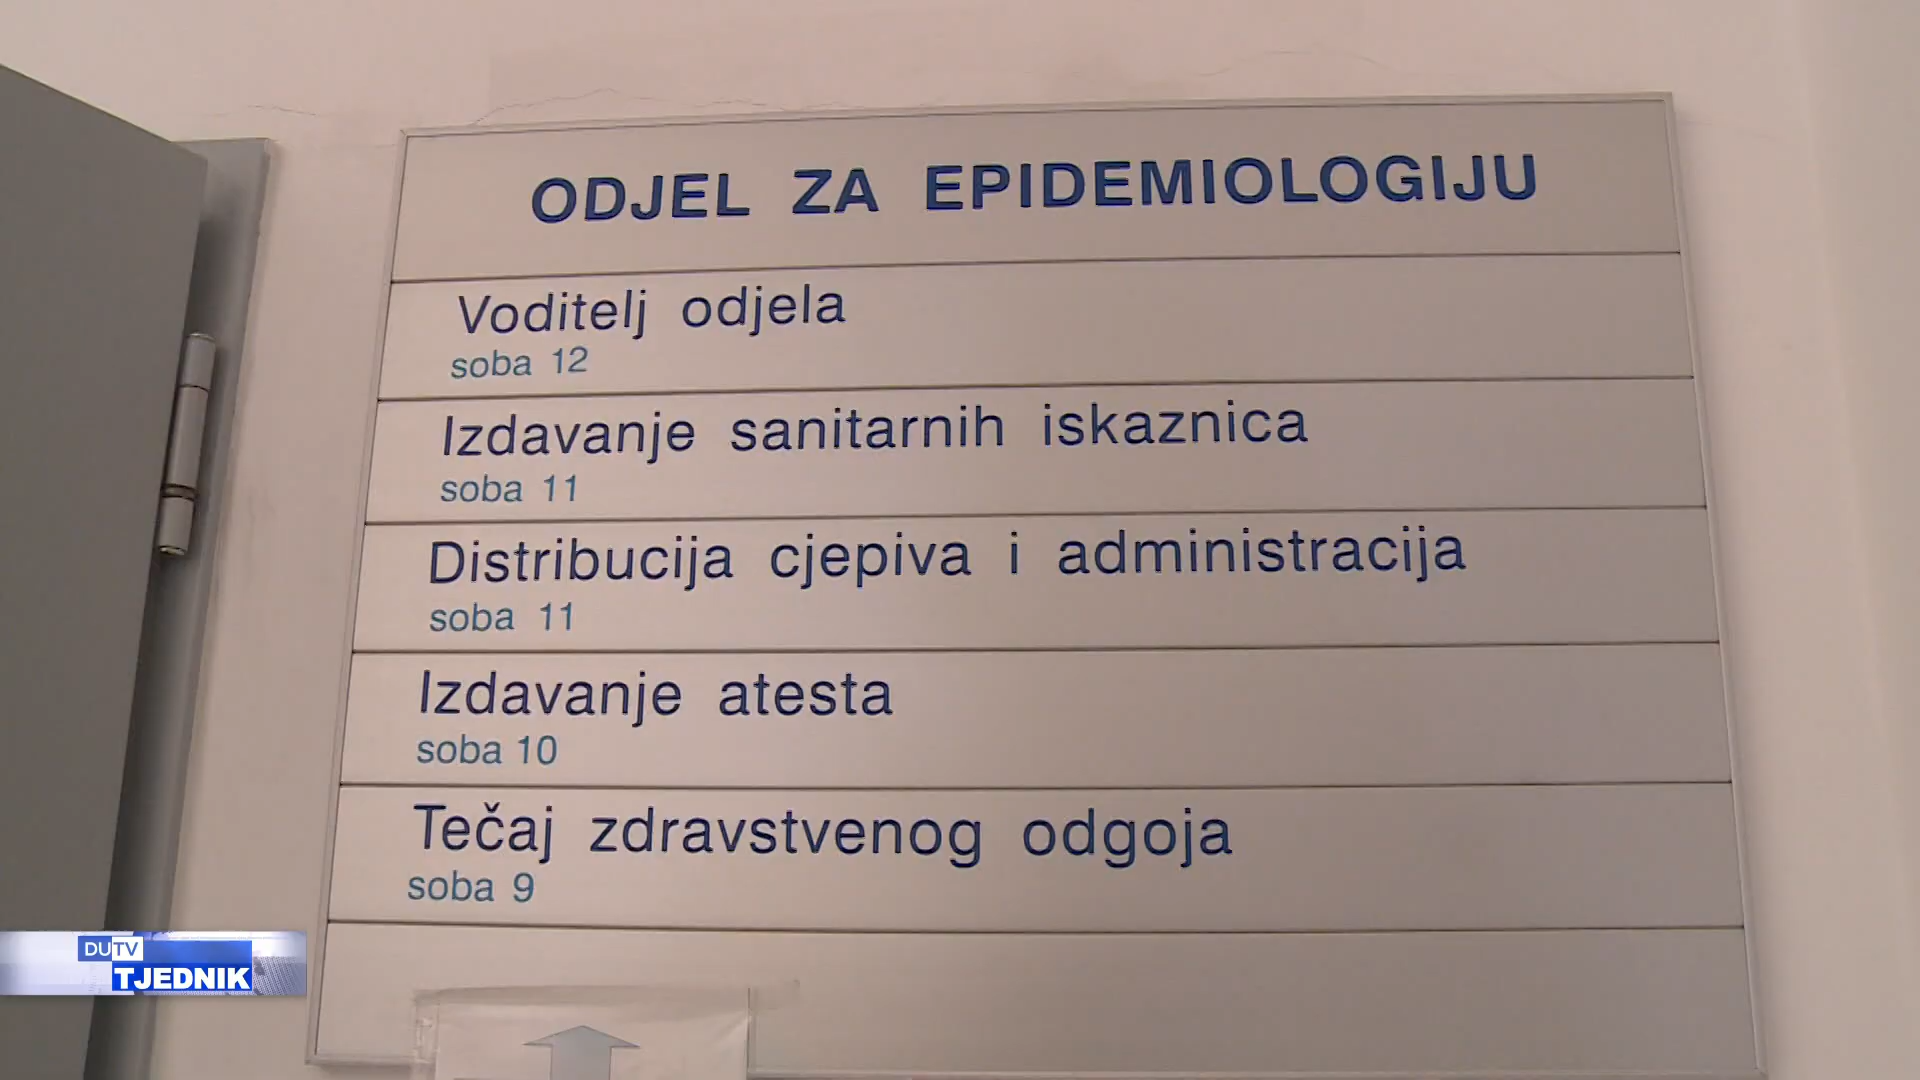 ODJEL ZA EPIDEMIOLOGIJU
Voditelj odjela
soba 12
Izdavanje sanitarnih iskaznica
soba 11
Distribucija cjepiva i administracija
soba 11
Izdavanje atesta
soba 10
Tečaj zdravstvenog odgoja
soba 9
DUTV
TJEDNIK